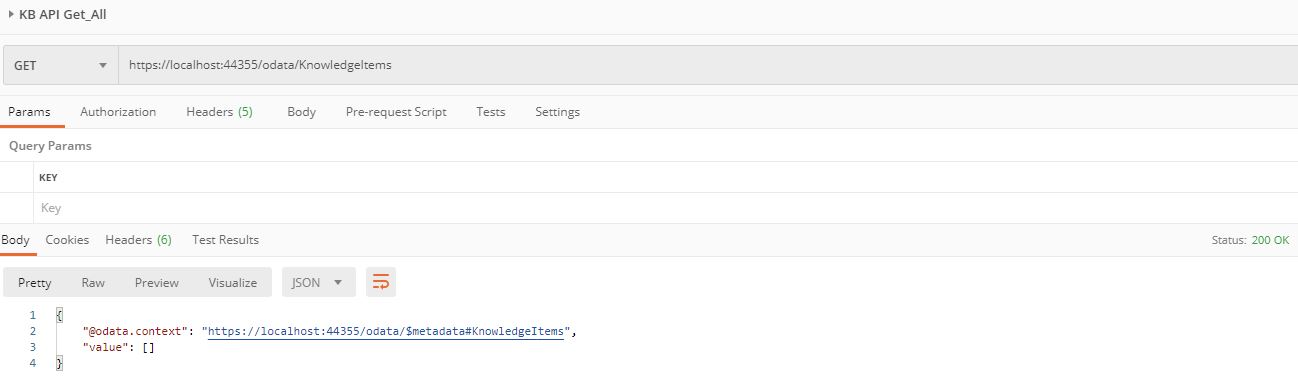 KB API Get_All
GET https://localhost:44355/odata/KnowledgeItems
Params Authorization Headers (5) Body Pre-request Script Tests Settings
Query Params
KEY
Key
Body Cookies Headers (6) Test Results Status: 200 OK
Pretty Raw Preview Visualize JSON
1 {
2 "@odata.context": "https://localhost:44355/odata/$metadata#KnowledgeItems",
3 "value": []
4 }